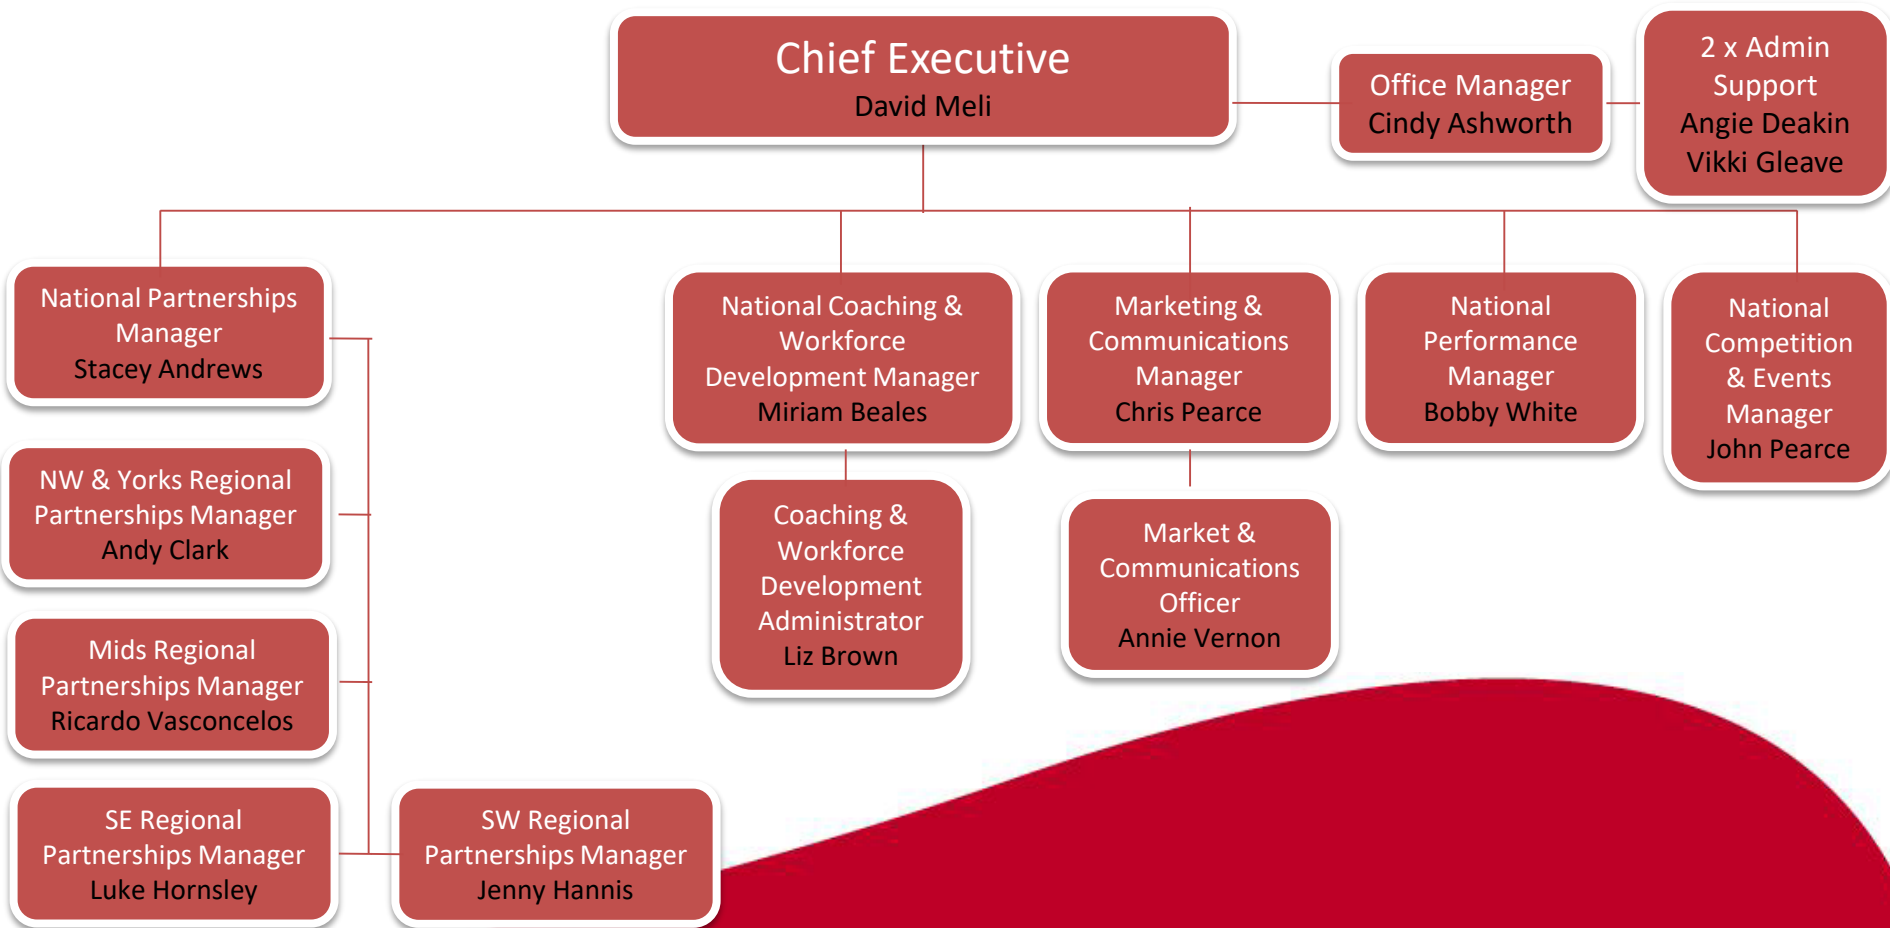 Chief Executive
David Meli
Office Manager
Cindy Ashworth
2 x Admin
Support
Angie Deakin
Vikki Gleave
National Partnerships
Manager
Stacey Andrews
National Coaching &
Workforce
Development Manager
Miriam Beales
Marketing &
Communications
Manager
Chris Pearce
National
Performance
Manager
Bobby White
National
Competition
& Events
Manager
John Pearce
NW & Yorks Regional
Partnerships Manager
Andy Clark
Coaching &
Workforce
Development
Administrator
Liz Brown
Market &
Communications
Officer
Annie Vernon
Mids Regional
Partnerships Manager
Ricardo Vasconcelos
SE Regional
Partnerships Manager
Luke Hornsley
SW Regional
Partnerships Manager
Jenny Hannis